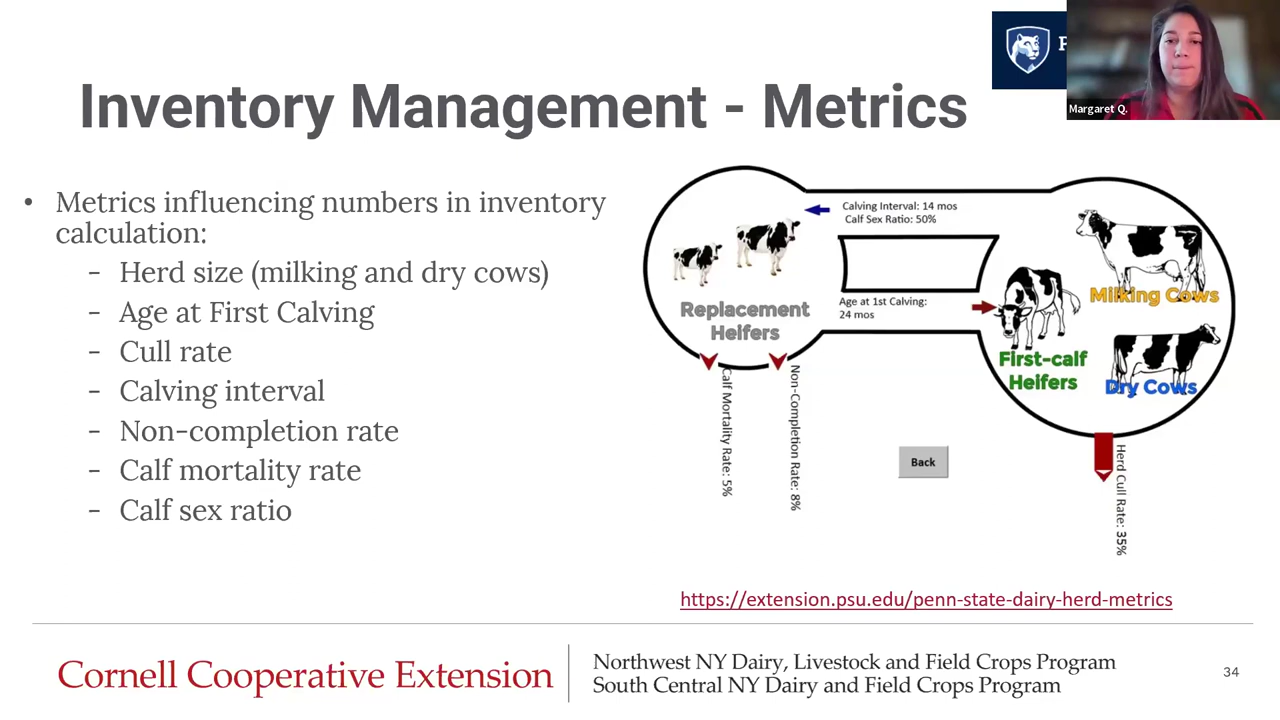 P
Margaret Q.
Inventory Management - Metrics
• Metrics influencing numbers in inventory
calculation:
- Herd size (milking and dry cows)
- Age at First Calving
- Cull rate
- Calving interval
- Non-completion rate
- Calf mortality rate
- Calf sex ratio
Calving Interval: 14 mos
Calf Sex Ratio: 50%
Replacement
Heifers
Age at 1st Calving:
24 mos
Milking Cows
First-calf
Heifers
Dry Cows
Calf Mortality Rate: 5%
Non-Completion Rate: 8%
Back
Herd Cull Rate: 35%
https://extension.psu.edu/penn-state-dairy-herd-metrics
Cornell Cooperative Extension
Northwest NY Dairy, Livestock and Field Crops Program
South Central NY Dairy and Field Crops Program
34